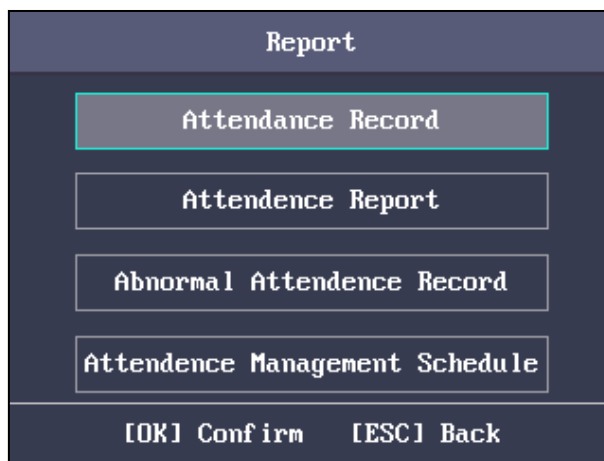 Report
Attendance Record
Attendence Report
Abnormal Attendence Record
Attendence Management Schedule
[OK] Confirm [ESC] Back